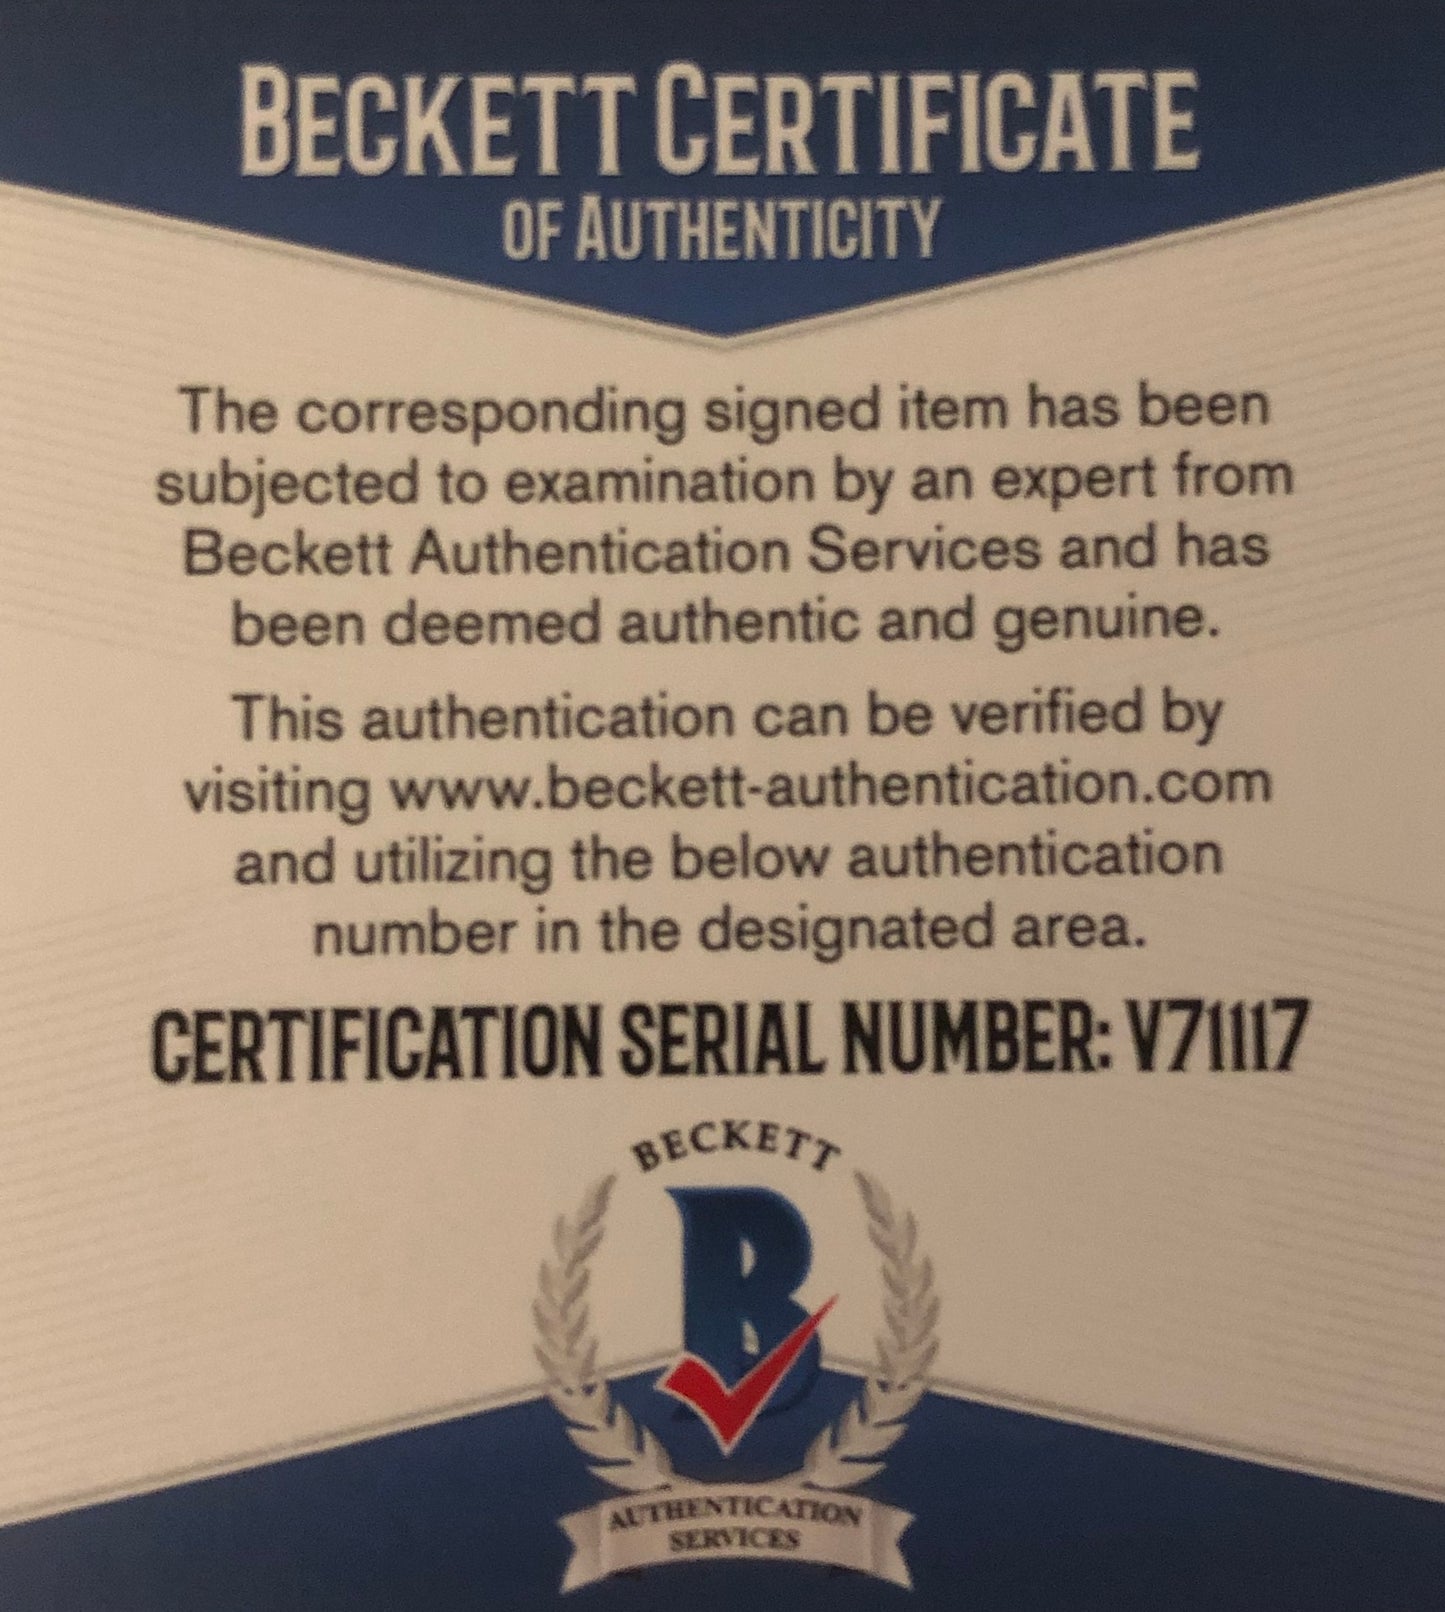 BECKETT CERTIFICATE
OF AUTHENTICITY
The corresponding signed item has been
subjected to examination by an expert from
Beckett Authentication Services and has
been deemed authentic and genuine.
This authentication can be verified by
visiting www.beckett-authentication.com
and utilizing the below authentication
number in the designated area.
CERTIFICATION SERIAL NUMBER: V71117
BECKETT
B
AUTHENTICATION
SERVICES